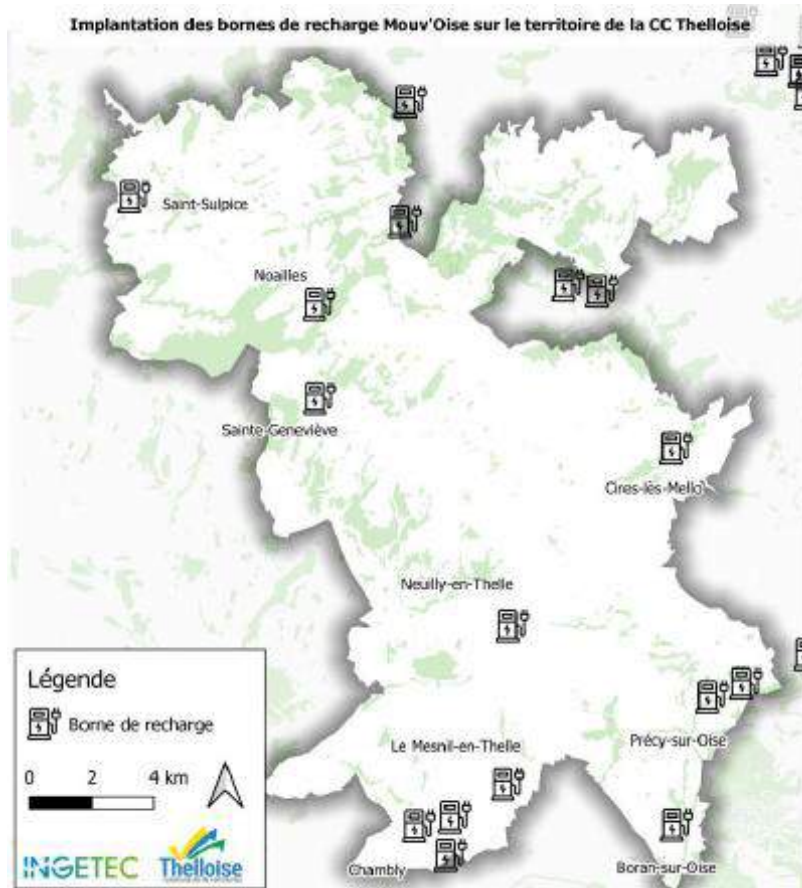 Implantation des bornes de recharge Mouv'Oise sur le territoire de la CC Thelloise
Saint-Sulpice
Noailles
Sainte-Geneviève
Cires-lès-Mello
Neuilly-en-Thelle
Légende
Borne de recharge
0 2 4 km
Le Mesnil-en-Thelle
Précy-sur-Oise
Chambly
Boran-sur-Oise
INGETEC
Thelloise